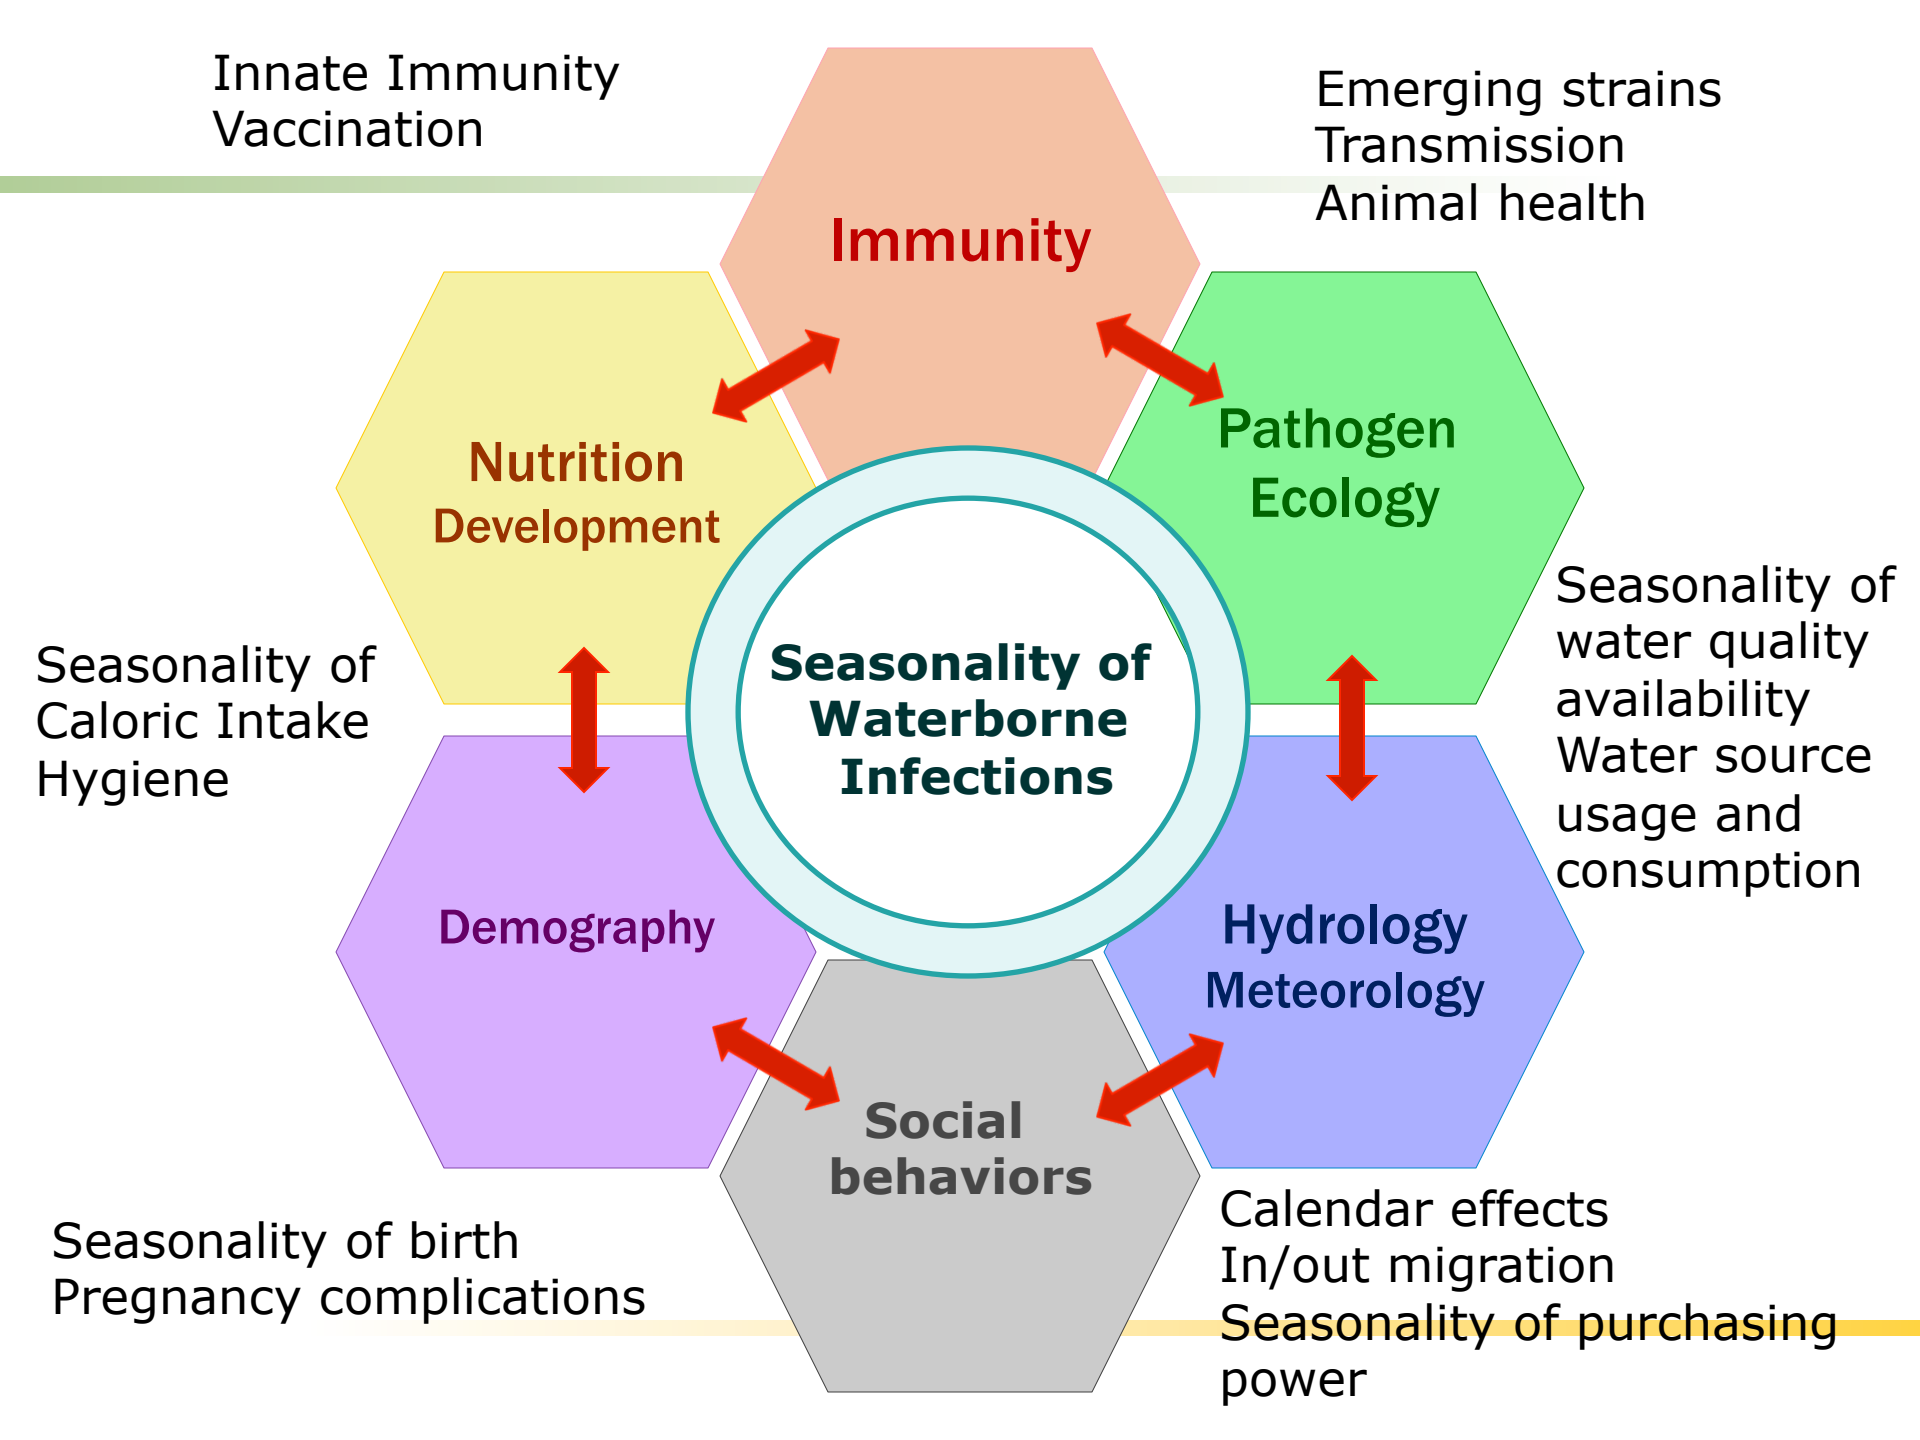 Innate Immunity
Vaccination
Emerging strains
Transmission
Animal health
Immunity
Pathogen
Ecology
Nutrition
Development
Seasonality of
Waterborne
Infections
Seasonality of
Caloric Intake
Hygiene
Seasonality of
water quality
availability
Water source
usage and
consumption
Demography
Hydrology
Meteorology
Social
behaviors
Seasonality of birth
Pregnancy complications
Calendar effects
In/out migration
Seasonality of purchasing
power